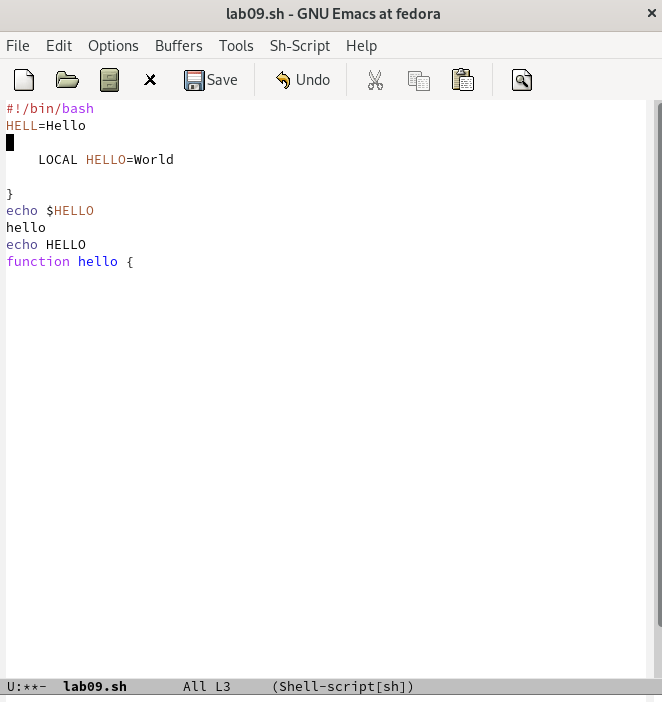 lab09.sh - GNU Emacs at fedora
File Edit Options Buffers Tools Sh-Script Help
Save Undo
#!/bin/bash
HELL=Hello
    LOCAL HELLO=World
}
echo $HELLO
hello
echo HELLO
function hello {
U:**-  lab09.sh       All L3     (Shell-script[sh])